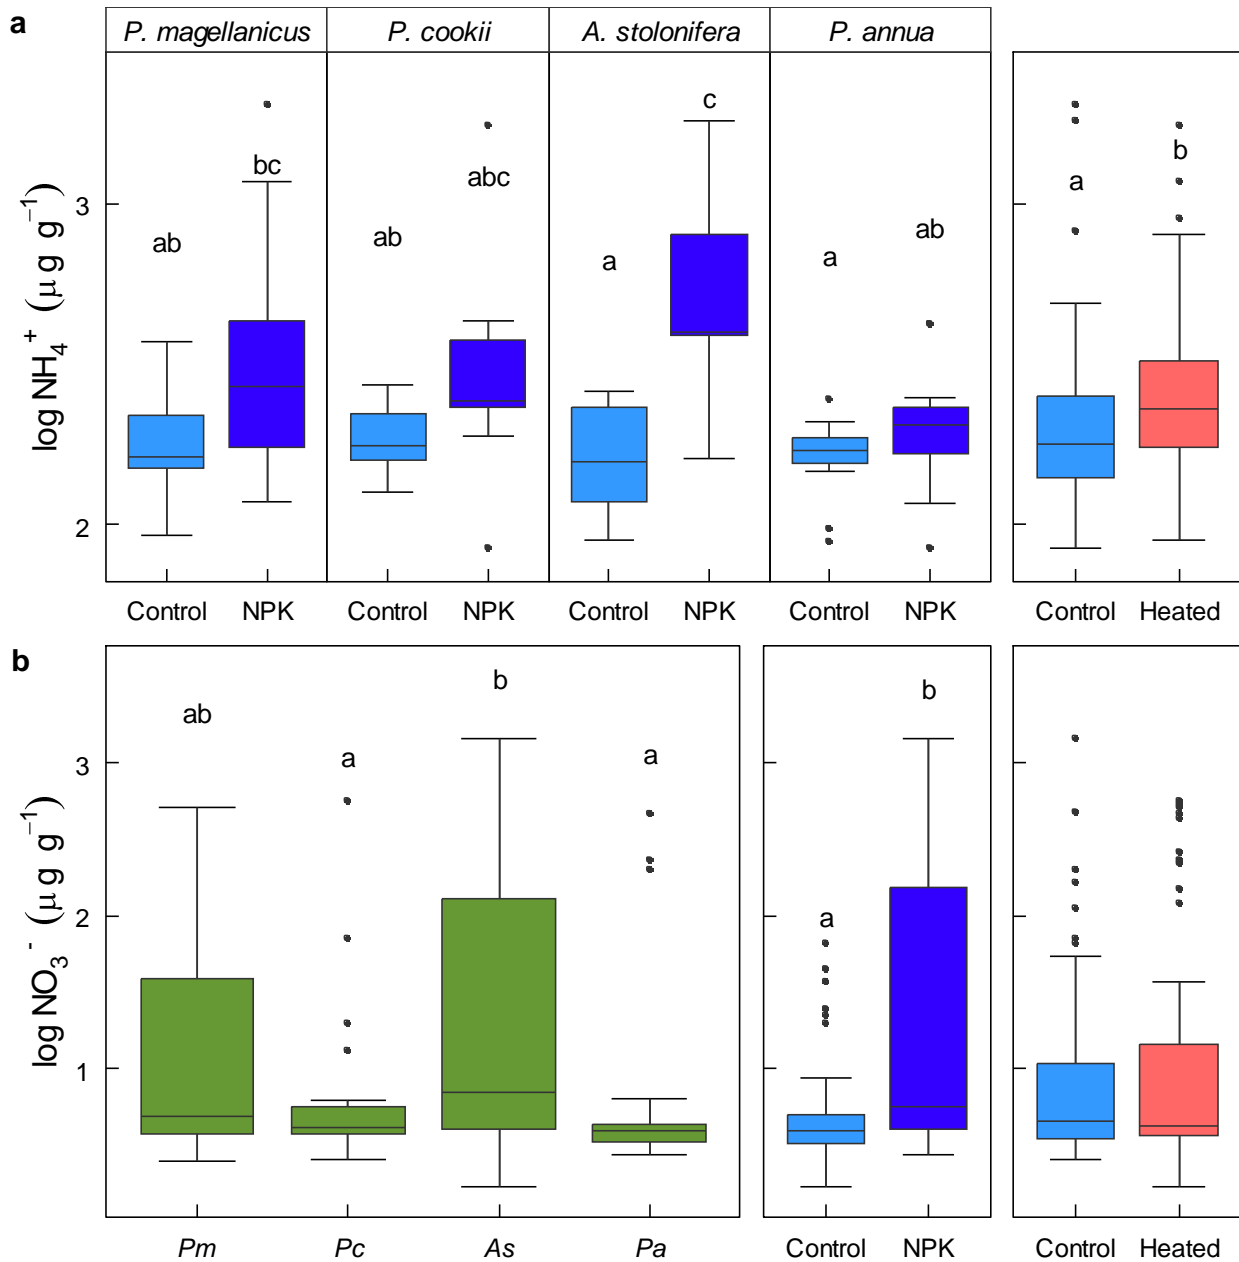 a
P. magellanicus P. cookii A. stolonifera P. annua
log NH₄⁺ (μg g⁻¹)
3
2
ab bc ab abc a c a ab a b
Control NPK Control NPK Control NPK Control NPK Control Heated
b
log NO₃⁻ (μg g⁻¹)
3
2
1
ab a b a a b
Pm Pc As Pa Control NPK Control Heated